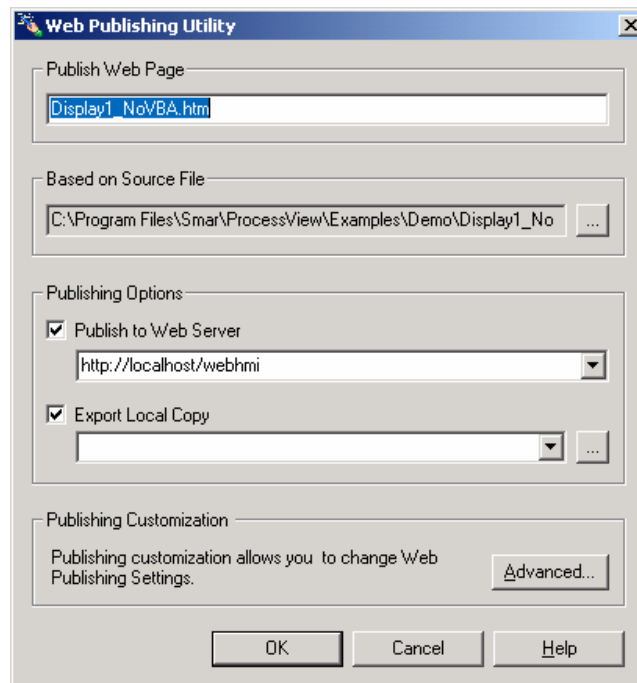 Web Publishing Utility
Publish Web Page
Display1_NoVBA.htm
Based on Source File
C:\Program Files\Smar\ProcessView\Examples\Demo\Display1_No
...
Publishing Options
Publish to Web Server
http://localhost/webhmi
Export Local Copy
...
Publishing Customization
Publishing customization allows you to change Web
Publishing Settings.
Advanced...
OK Cancel Help